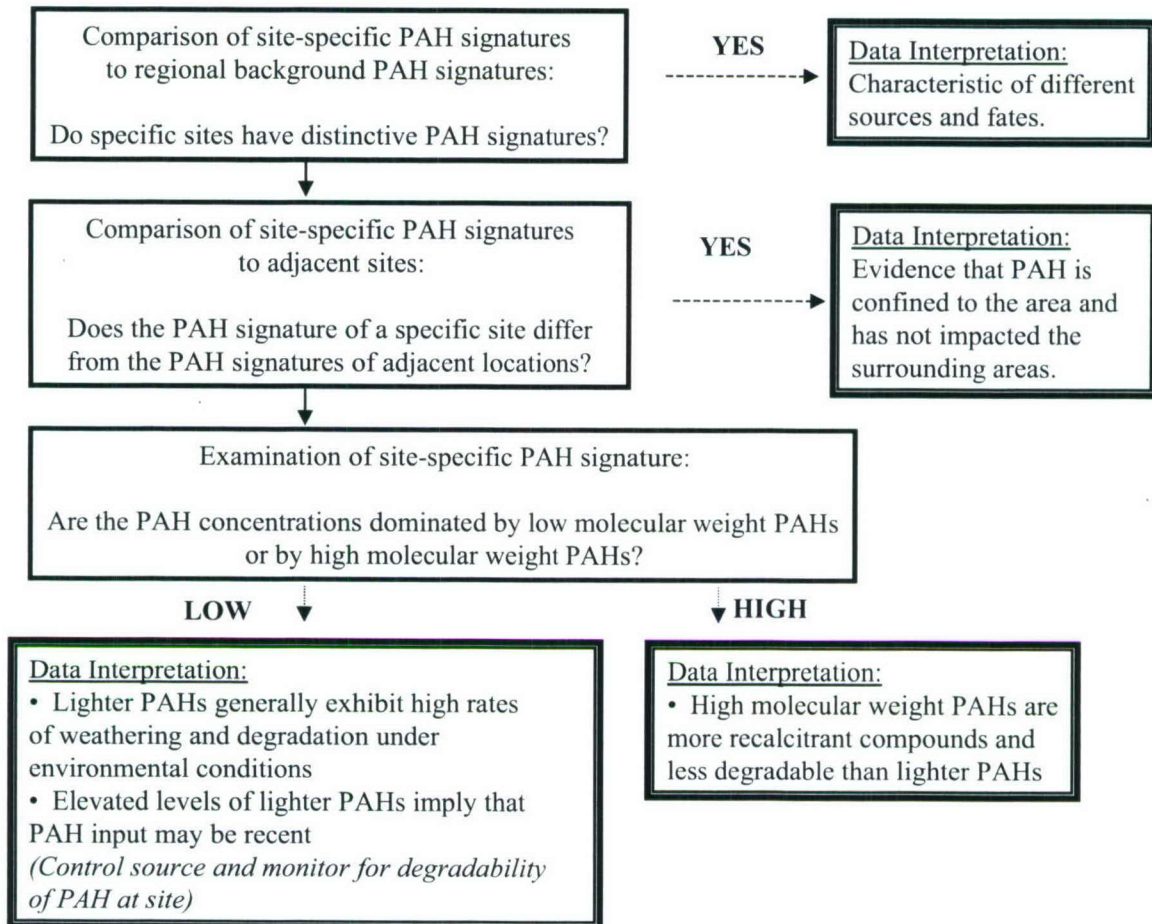 Comparison of site-specific PAH signatures
to regional background PAH signatures:
Do specific sites have distinctive PAH signatures?
YES
Data Interpretation:
Characteristic of different
sources and fates.
Comparison of site-specific PAH signatures
to adjacent sites:
Does the PAH signature of a specific site differ
from the PAH signatures of adjacent locations?
YES
Data Interpretation:
Evidence that PAH is
confined to the area and
has not impacted the
surrounding areas.
Examination of site-specific PAH signature:
Are the PAH concentrations dominated by low molecular weight PAHs
or by high molecular weight PAHs?
LOW
HIGH
Data Interpretation:
• Lighter PAHs generally exhibit high rates
of weathering and degradation under
environmental conditions
• Elevated levels of lighter PAHs imply that
PAH input may be recent
(Control source and monitor for degradability
of PAH at site)
Data Interpretation:
• High molecular weight PAHs are
more recalcitrant compounds and
less degradable than lighter PAHs